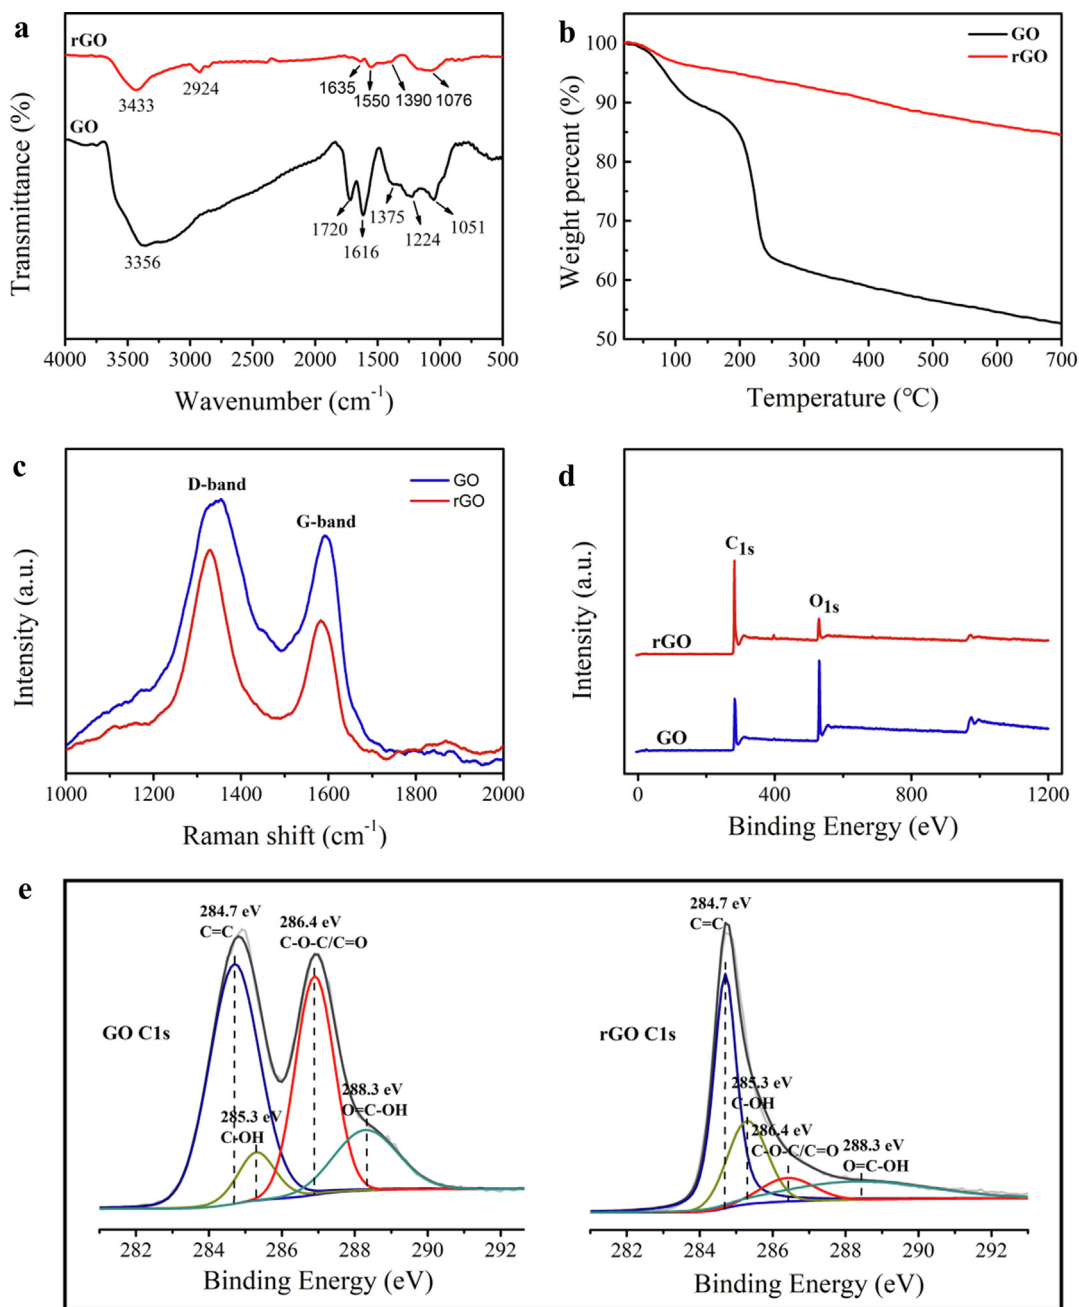 a
rGO
3433
2924
1635
1550
1390
1076
GO
3356
1720
1616
1375
1224
1051
Transmittance (%)
4000 3500 3000 2500 2000 1500 1000 500
Wavenumber (cm⁻¹)
b
GO
rGO
100
90
80
70
60
50
Weight percent (%)
100 200 300 400 500 600 700
Temperature (℃)
c
D-band
G-band
GO
rGO
Intensity (a.u.)
1000 1200 1400 1600 1800 2000
Raman shift (cm⁻¹)
d
C1s
O1s
rGO
GO
Intensity (a.u.)
0 400 800 1200
Binding Energy (eV)
e
284.7 eV
C=C
286.4 eV
C-O-C/C=O
GO C1s
288.3 eV
O=C-OH
285.3 eV
C-OH
282 284 286 288 290 292
Binding Energy (eV)
284.7 eV
C=C
rGO C1s
285.3 eV
C-OH
286.4 eV
C-O-C/C=O
288.3 eV
O=C-OH
282 284 286 288 290 292
Binding Energy (eV)